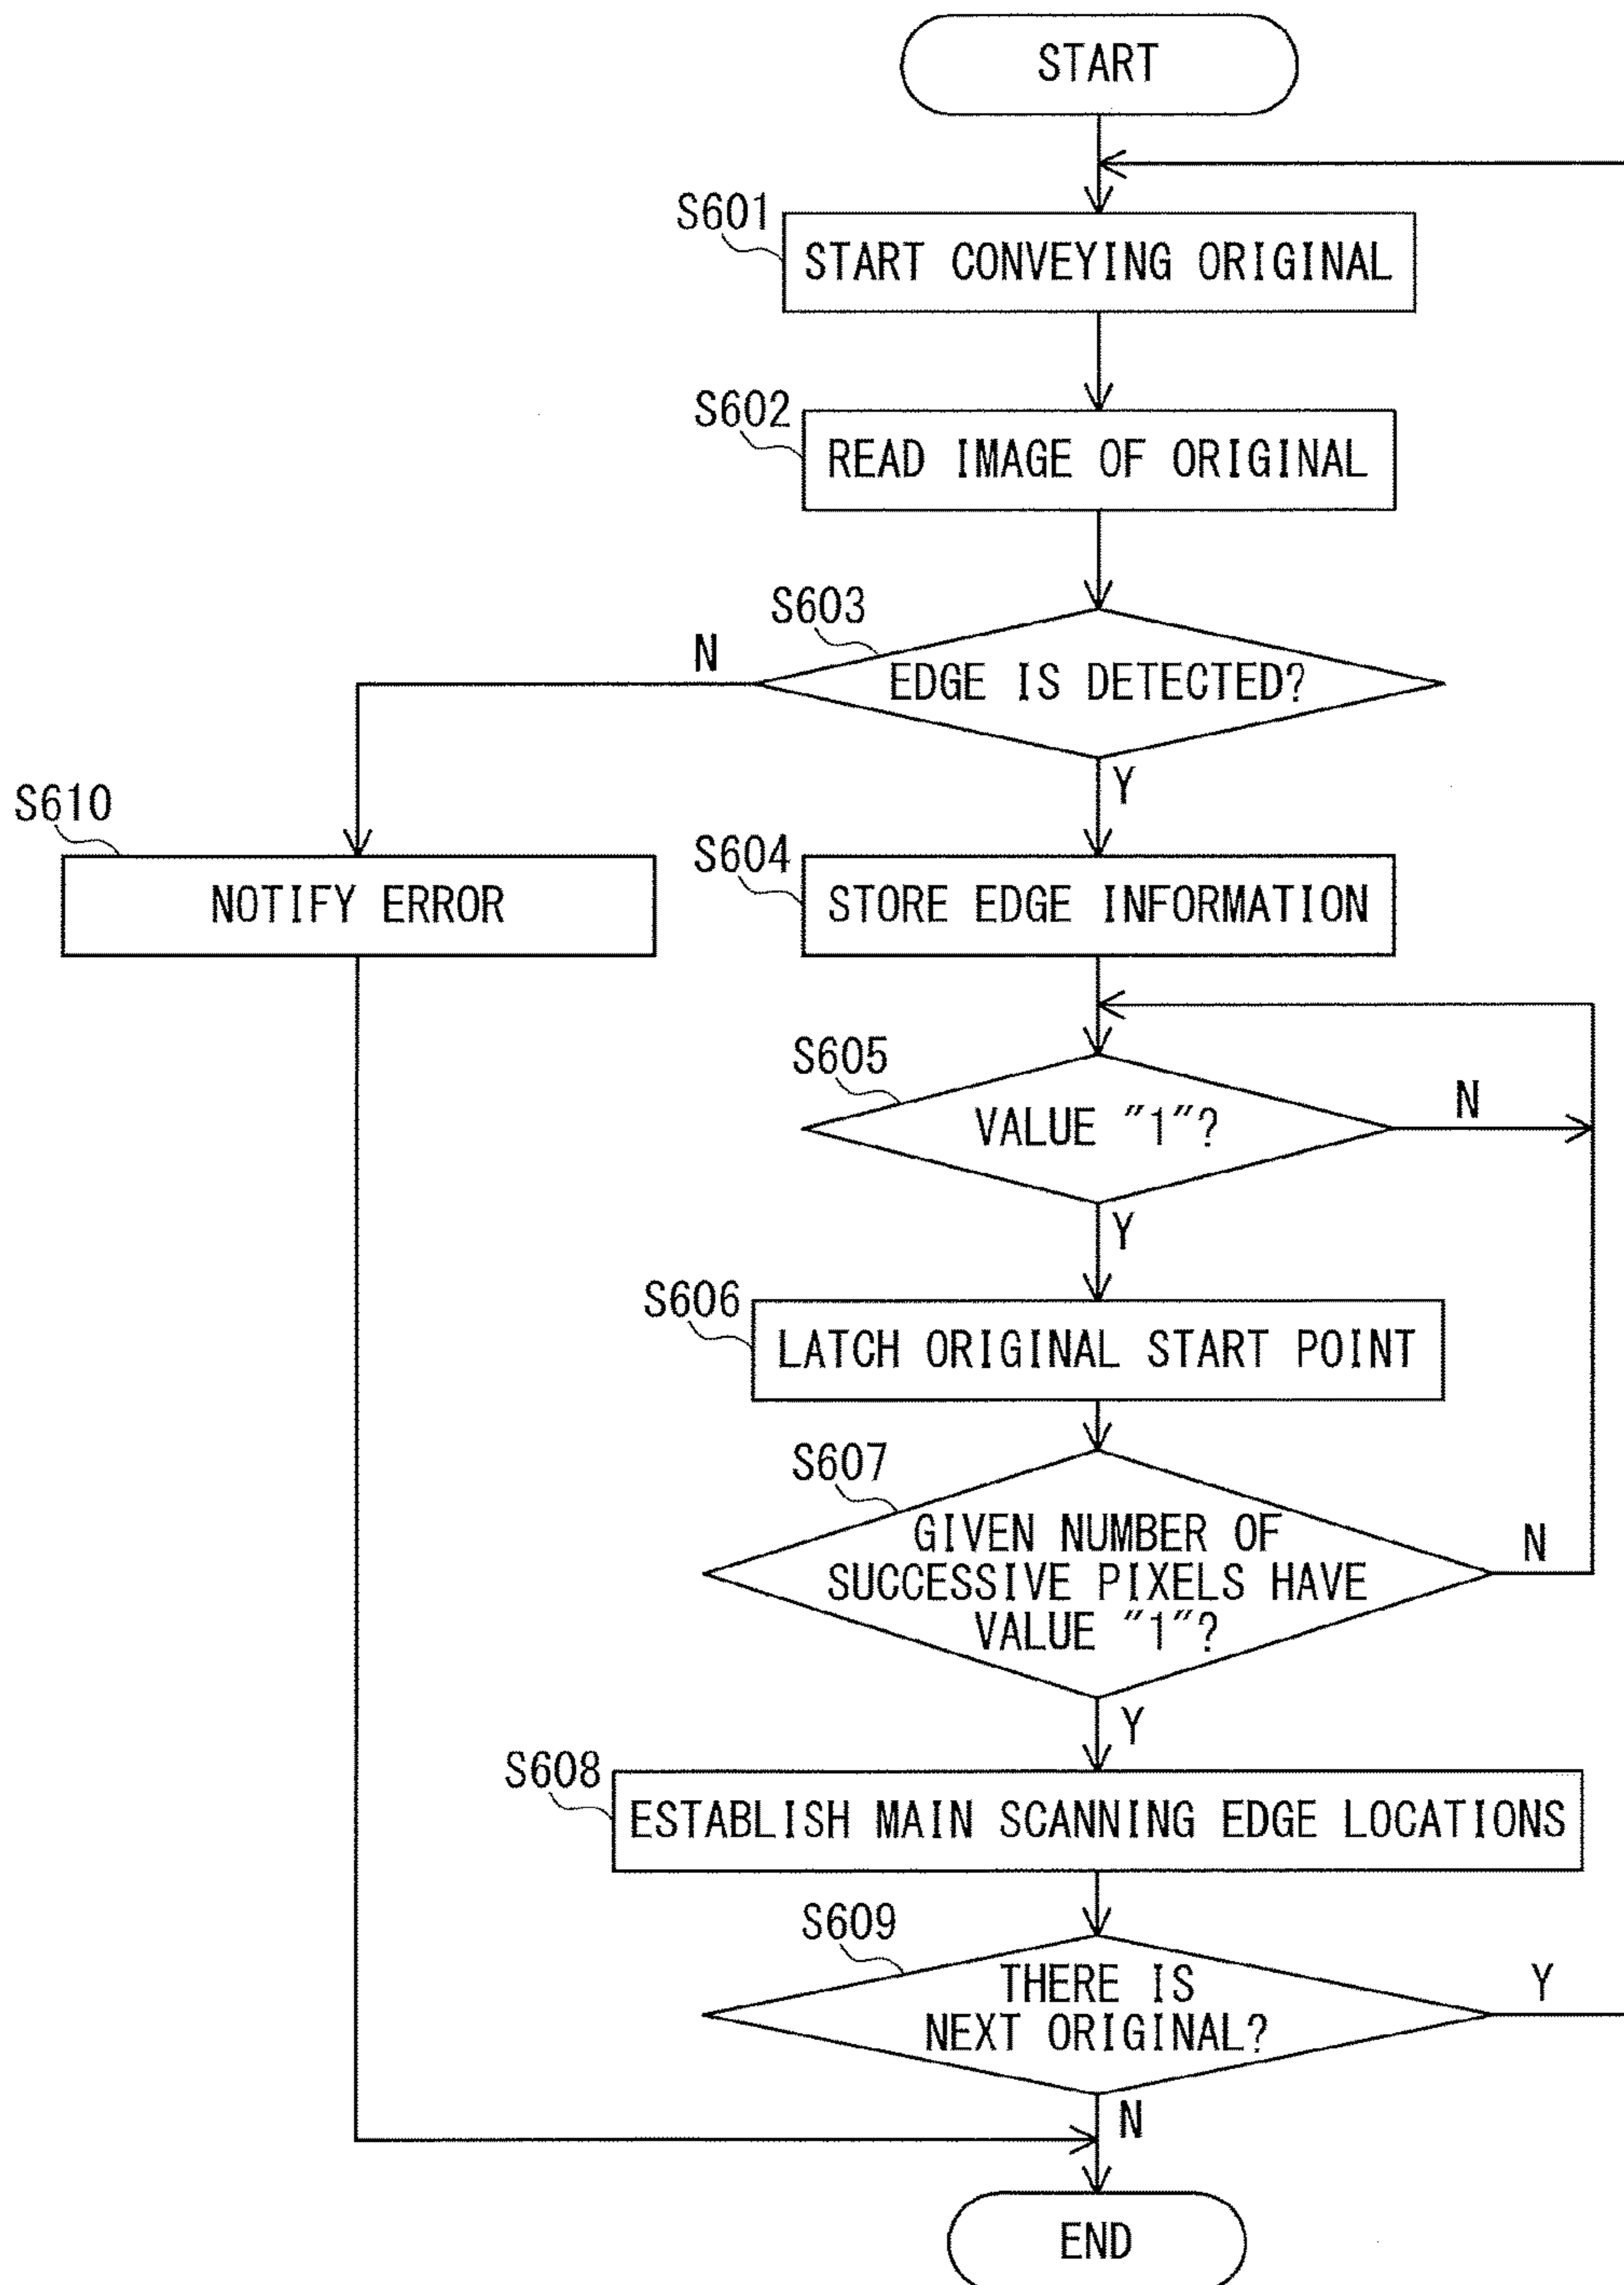 START
S601
START CONVEYING ORIGINAL
S602
READ IMAGE OF ORIGINAL
S603
N
EDGE IS DETECTED?
Y
S610
NOTIFY ERROR
S604
STORE EDGE INFORMATION
S605
VALUE "1"?
N
Y
S606
LATCH ORIGINAL START POINT
S607
GIVEN NUMBER OF
SUCCESSIVE PIXELS HAVE
VALUE "1"?
N
Y
S608
ESTABLISH MAIN SCANNING EDGE LOCATIONS
S609
THERE IS
NEXT ORIGINAL?
Y
N
END